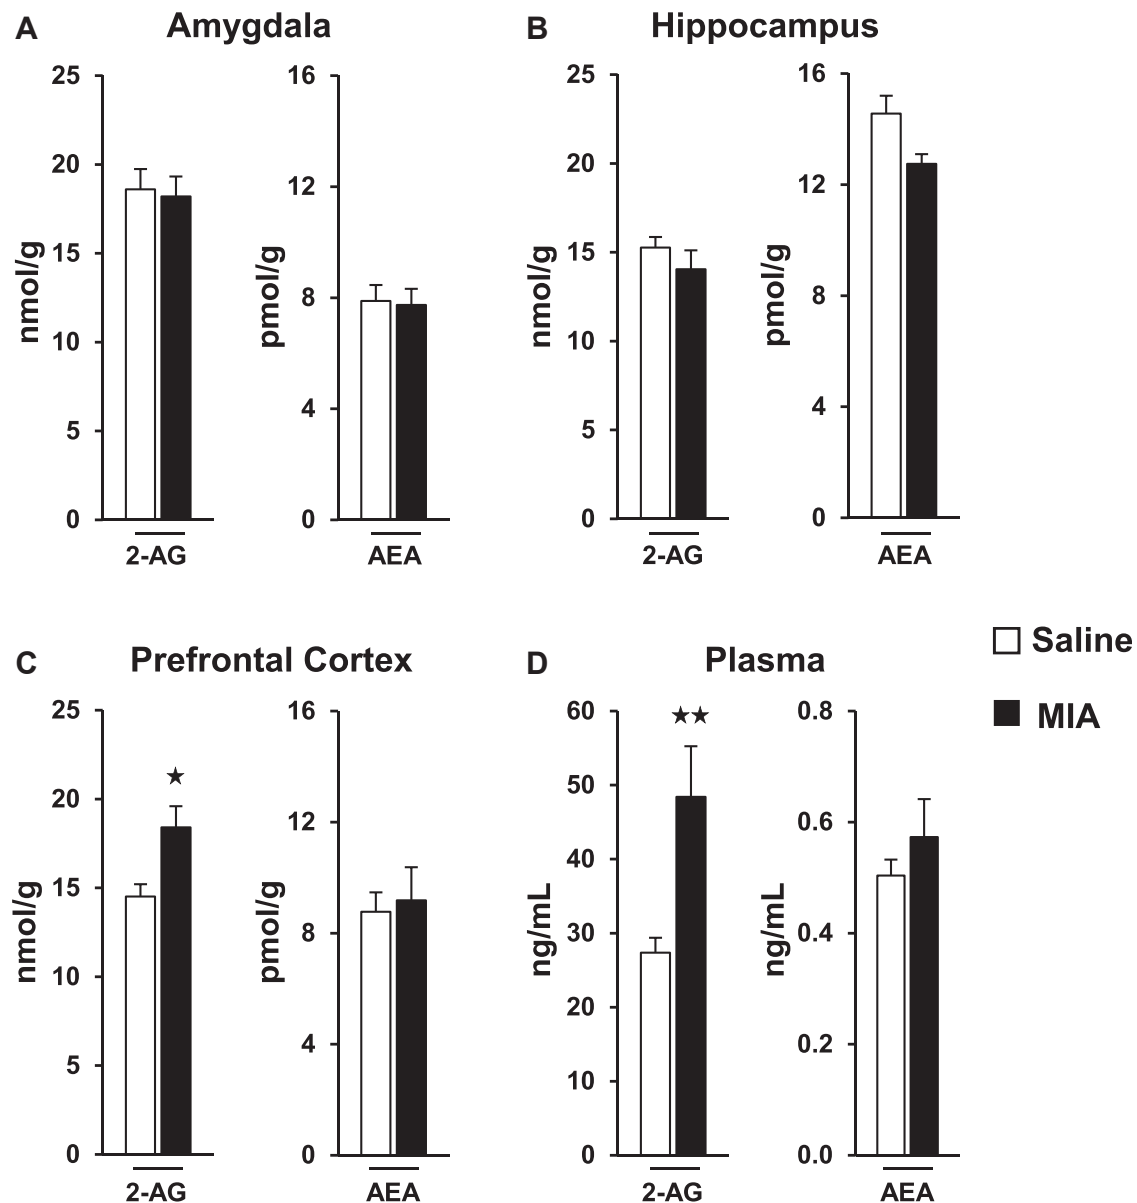 A Amygdala
25
20
15
10
5
0
nmol/g
2-AG
16
12
8
4
0
pmol/g
AEA
B Hippocampus
25
20
15
10
5
0
nmol/g
2-AG
16
12
8
4
0
pmol/g
AEA
Saline
MIA
C Prefrontal Cortex
25
20
15
10
5
0
nmol/g
2-AG
16
12
8
4
0
pmol/g
AEA
D Plasma
60
50
40
30
20
10
0
ng/mL
★★
2-AG
0.8
0.6
0.4
0.2
0.0
ng/mL
AEA
★